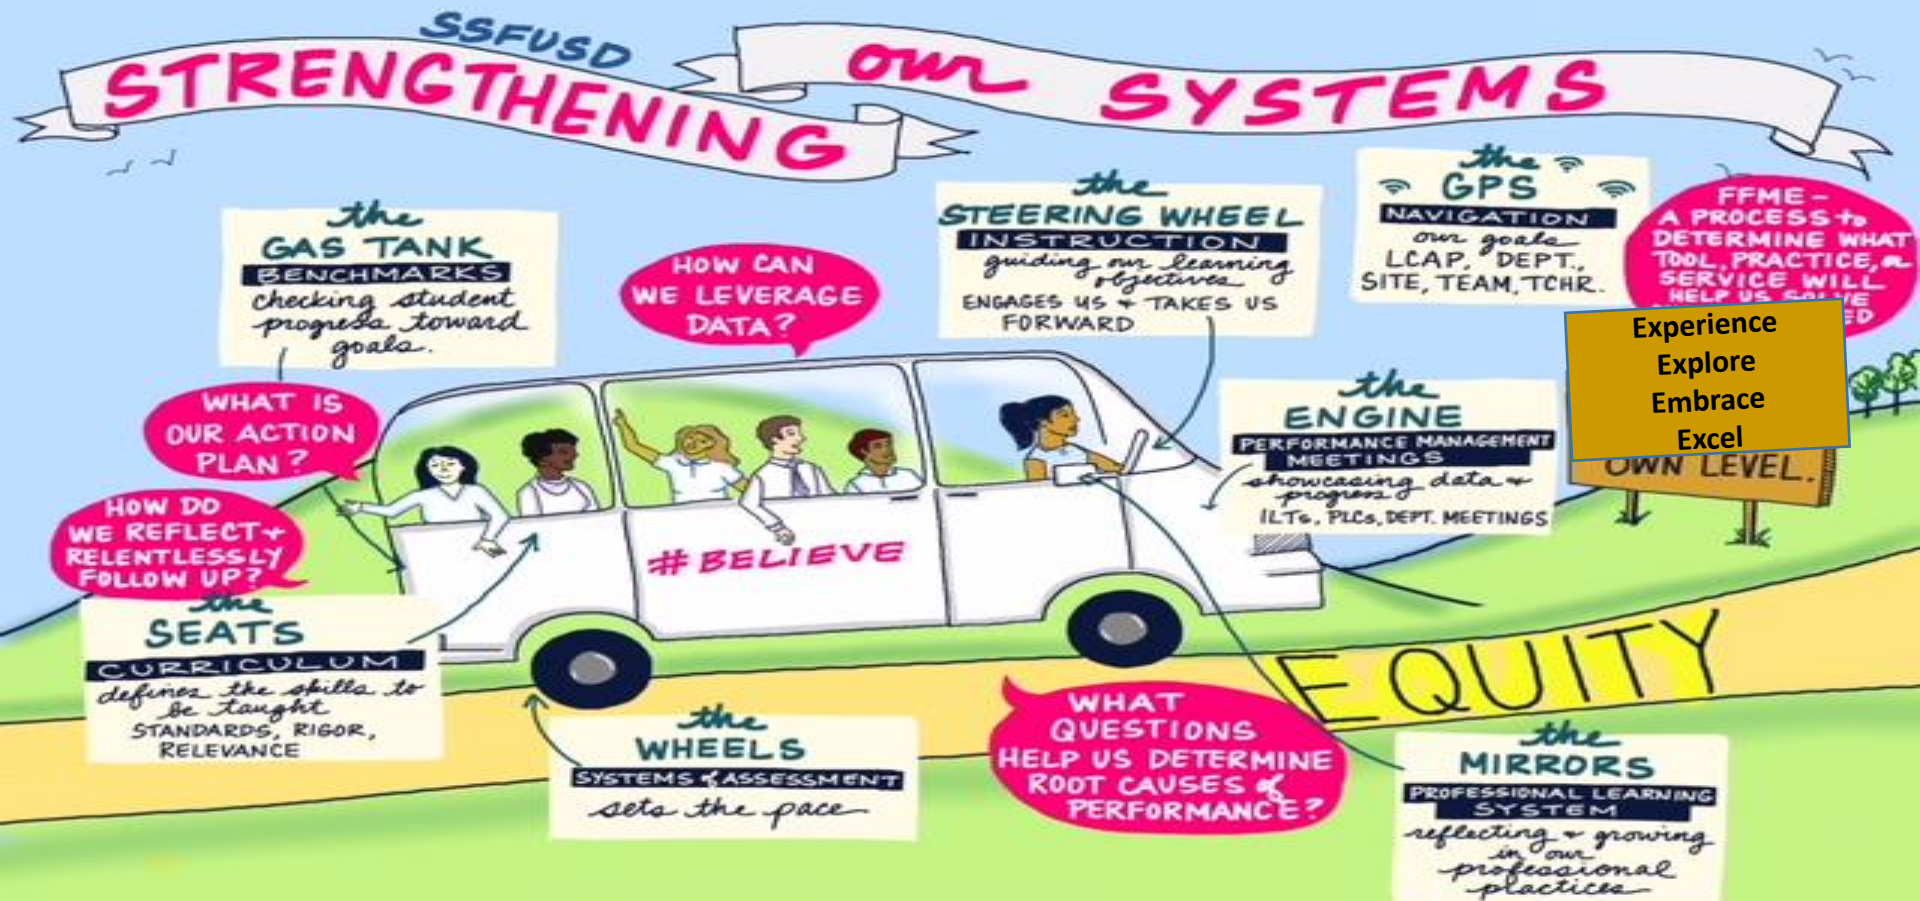 SSFUSD
STRENGTHENING
our SYSTEMS
the
GAS TANK
BENCHMARKS
checking student
progress toward
goals.
HOW CAN
WE LEVERAGE
DATA?
the
STEERING WHEEL
INSTRUCTION
guiding our learning
objectives
ENGAGES US + TAKES US
FORWARD
the
GPS
NAVIGATION
our goals
LCAP, DEPT.,
SITE, TEAM, TCHR.
FFME -
A PROCESS to
DETERMINE WHAT
TOOL, PRACTICE, or
SERVICE WILL
HELP US SOLVE
Experience
Explore
Embrace
Excel
OWN LEVEL.
WHAT IS
OUR ACTION
PLAN?
the
ENGINE
PERFORMANCE MANAGEMENT
MEETINGS
showcasing data +
progress
ILTs, PLCs, DEPT. MEETINGS
HOW DO
WE REFLECT +
RELENTLESSLY
FOLLOW UP?
#BELIEVE
the
SEATS
CURRICULUM
defines the skills to
be taught
STANDARDS, RIGOR,
RELEVANCE
EQUITY
the
WHEELS
SYSTEMS of ASSESSMENT
sets the pace
WHAT
QUESTIONS
HELP US DETERMINE
ROOT CAUSES of
PERFORMANCE?
the
MIRRORS
PROFESSIONAL LEARNING
SYSTEM
reflecting + growing
in our
professional
practices